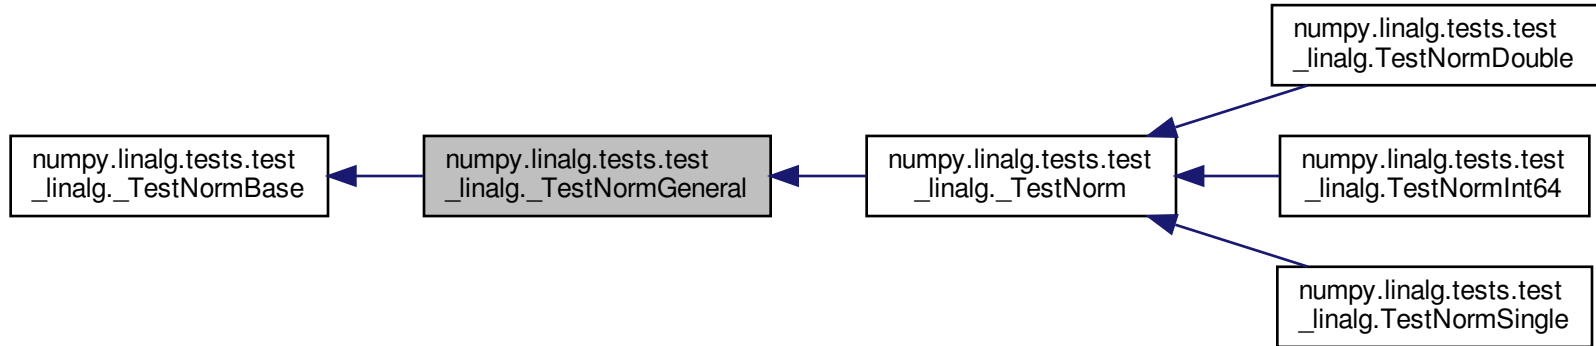 numpy.linalg.tests.test
_linalg.TestNormDouble
numpy.linalg.tests.test
_linalg._TestNormBase
numpy.linalg.tests.test
_linalg._TestNormGeneral
numpy.linalg.tests.test
_linalg._TestNorm
numpy.linalg.tests.test
_linalg.TestNormInt64
numpy.linalg.tests.test
_linalg.TestNormSingle